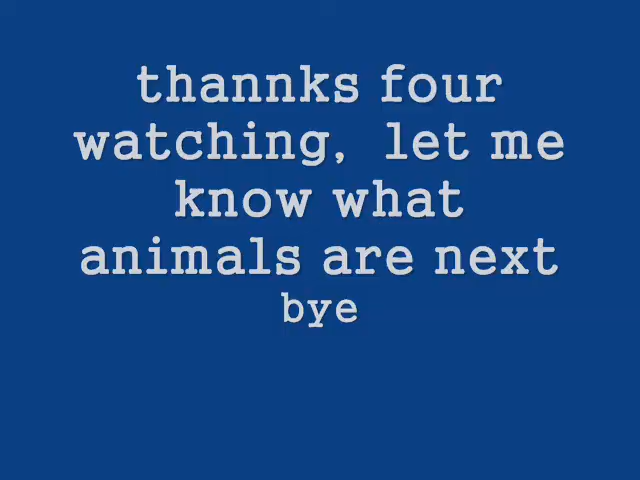 thannks four
watching, let me
know what
animals are next
bye